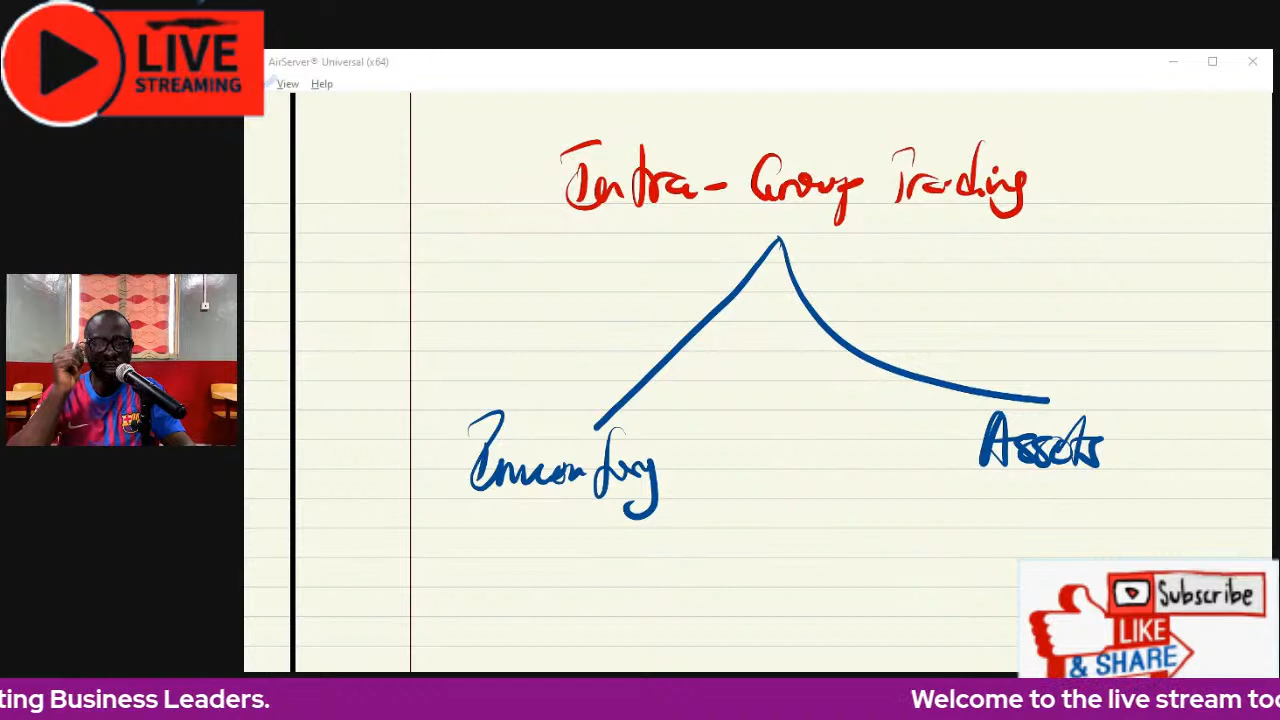 LIVE
STREAMING
AirServer® Universal (x64)
View Help
Intra - Group Trading
Assets
Subscribe
LIKE
& SHARE
ting Business Leaders. Welcome to the live stream too